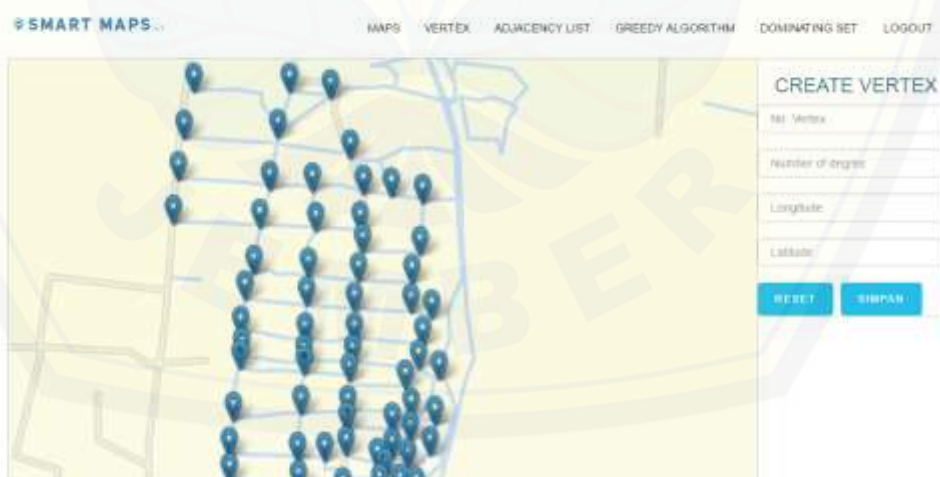 SMART MAPS
MAPS VERTEX ADJACENCY LIST GREEDY ALGORITHM DOMINATING SET LOGOUT
CREATE VERTEX
No. Vertex
Number of degree
Longitude
Latitude
RESET SIMPAN
JEMBER